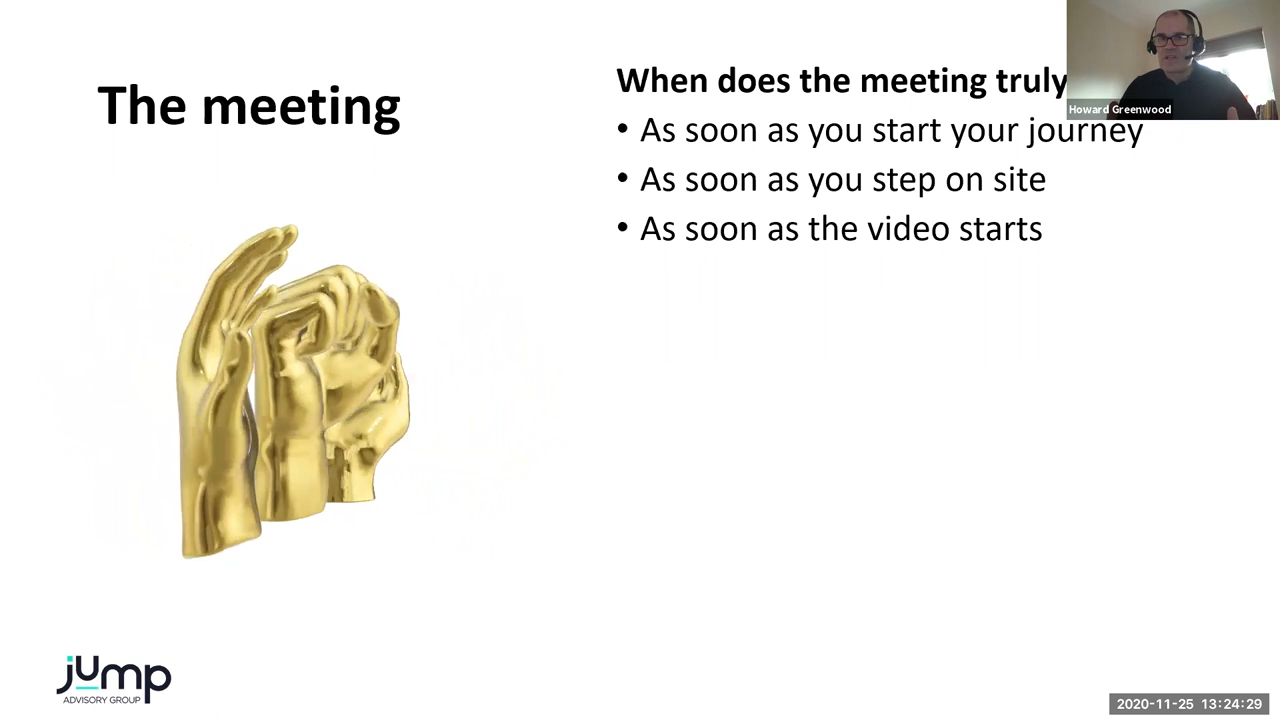 The meeting
When does the meeting truly
• As soon as you start your journey
• As soon as you step on site
• As soon as the video starts
Howard Greenwood
jump
ADVISORY GROUP
2020-11-25 13:24:29